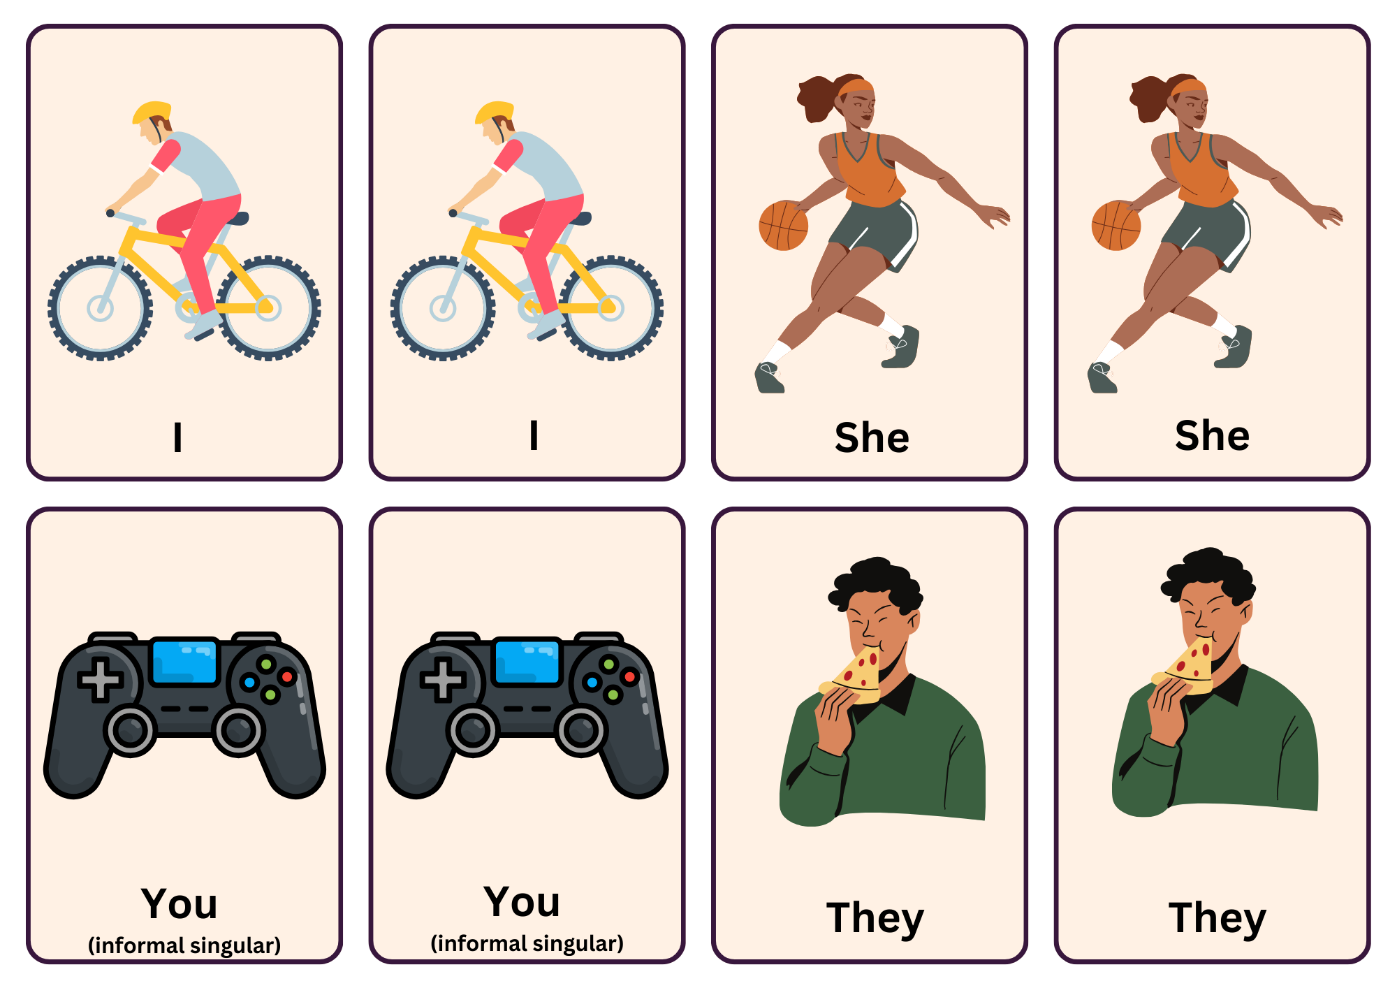 I
I
She
She
You
(informal singular)
You
(informal singular)
They
They